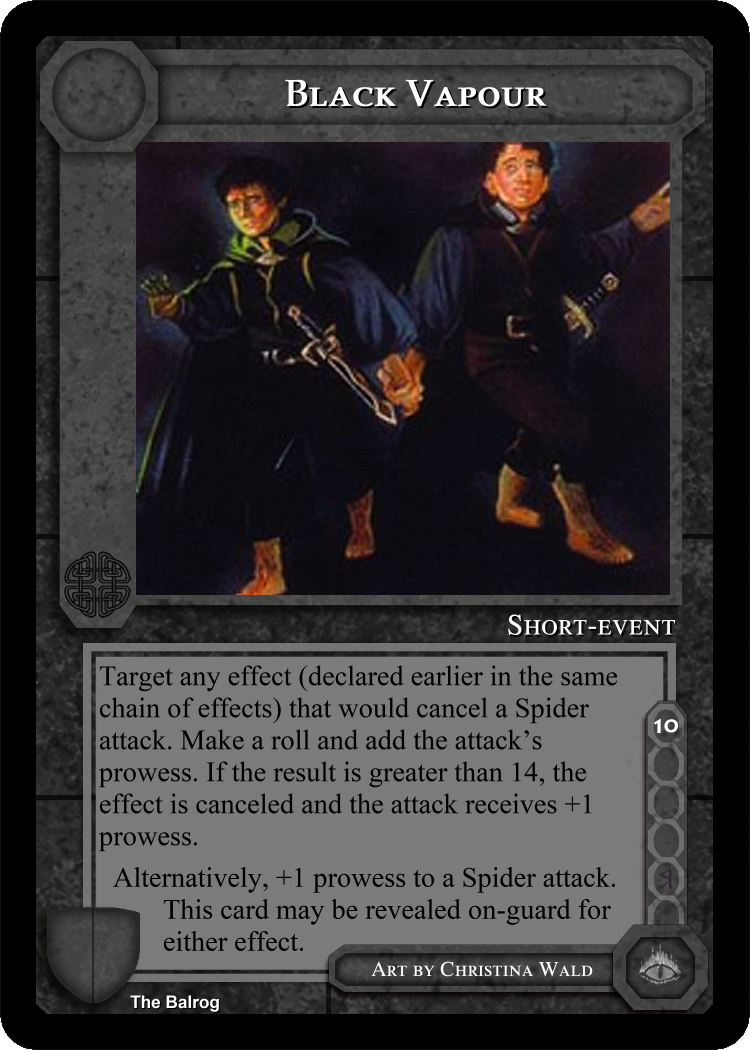 Black Vapour
Short-event
Target any effect (declared earlier in the same
chain of effects) that would cancel a Spider
attack. Make a roll and add the attack's
prowess. If the result is greater than 14, the
effect is canceled and the attack receives +1
prowess.
10
Alternatively, +1 prowess to a Spider attack.
This card may be revealed on-guard for
either effect.
Art by Christina Wald
The Balrog